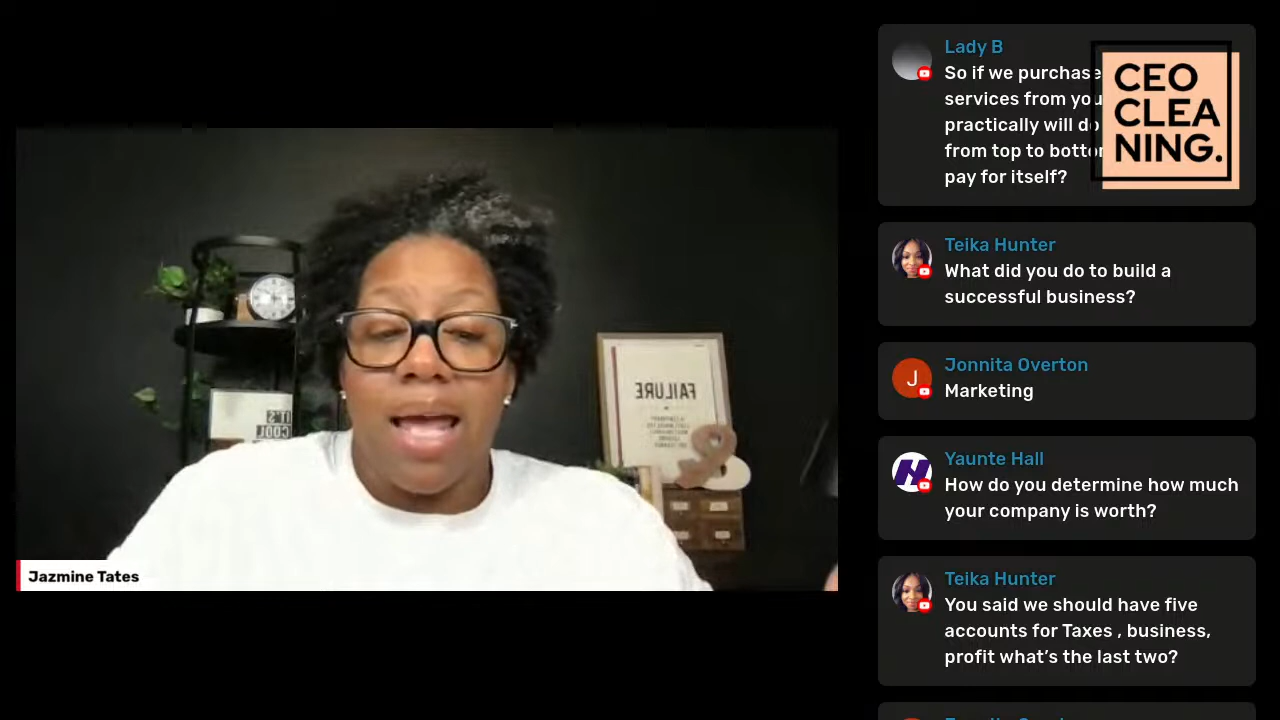 Lady B
So if we purchase
services from you
practically will do
from top to bottom
pay for itself?
CEO
CLEA
NING.
Teika Hunter
What did you do to build a
successful business?
J
Jonnita Overton
Marketing
Yaunte Hall
How do you determine how much
your company is worth?
Teika Hunter
You said we should have five
accounts for Taxes , business,
profit what's the last two?
FAILURE
IT'S
COOL
Jazmine Tates